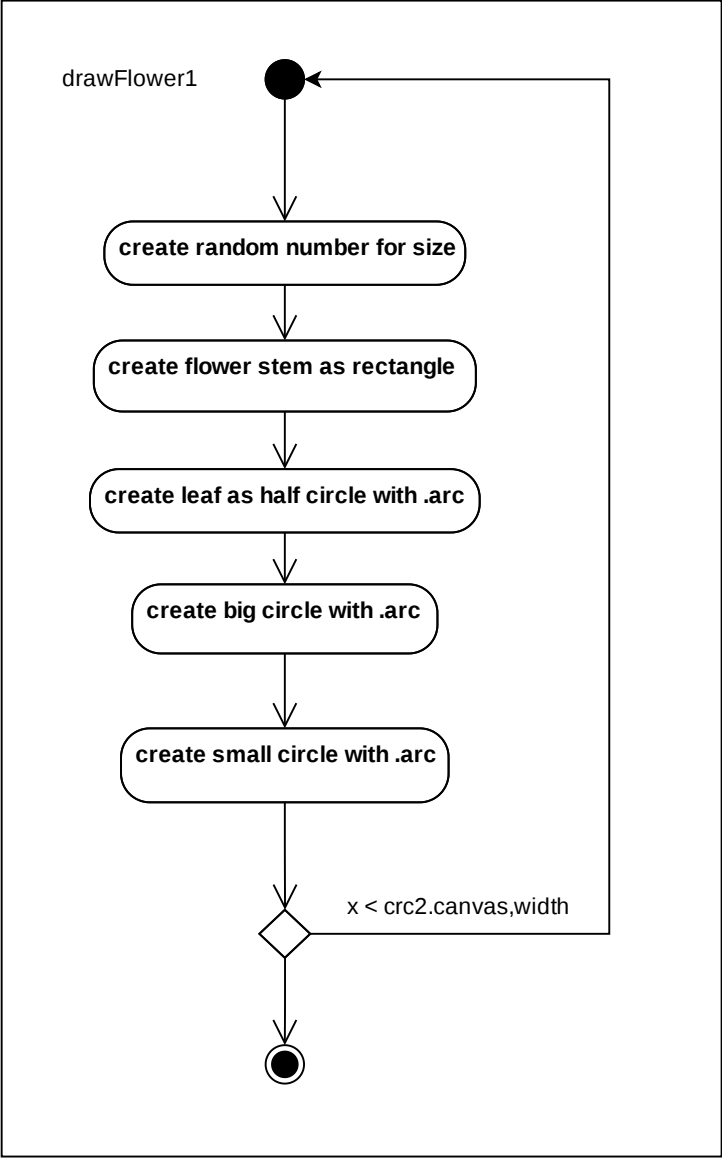 drawFlower1
create random number for size
create flower stem as rectangle
create leaf as half circle with .arc
create big circle with .arc
create small circle with .arc
x < crc2.canvas,width